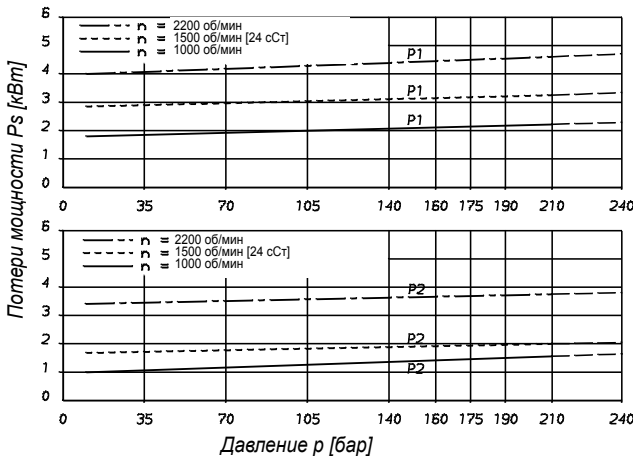 Потери мощности Ps [кВт]
6
5
4
3
2
1
0
n = 2200 об/мин
n = 1500 об/мин [24 сСт]
n = 1000 об/мин
P1
P1
P1
0 35 70 105 140 160 175 190 210 240
6
5
4
3
2
1
0
n = 2200 об/мин
n = 1500 об/мин [24 сСт]
n = 1000 об/мин
P2
P2
P2
0 35 70 105 140 160 175 190 210 240
Давление p [бар]